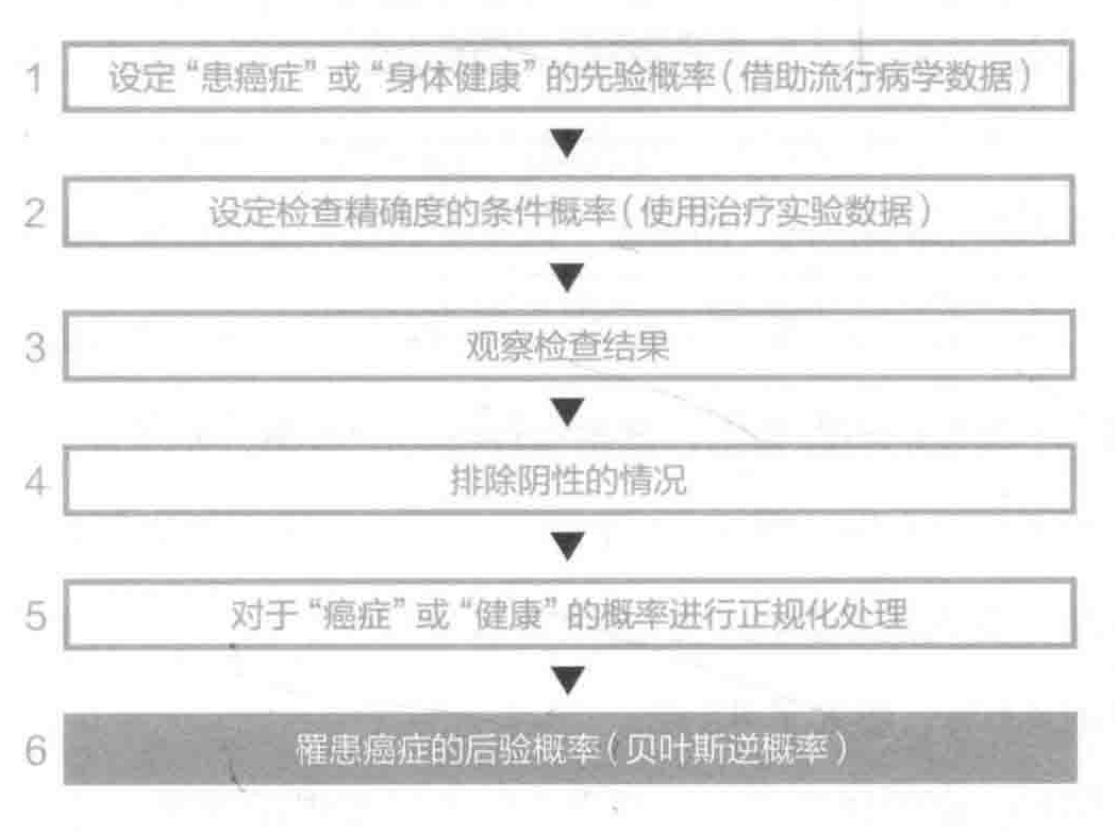 1 设定“患癌症”或“身体健康”的先验概率（借助流行病学数据）
2 设定检查精确度的条件概率（使用治疗实验数据）
3 观察检查结果
4 排除阴性的情况
5 对于“癌症”或“健康”的概率进行正规化处理
6 罹患癌症的后验概率（贝叶斯逆概率）